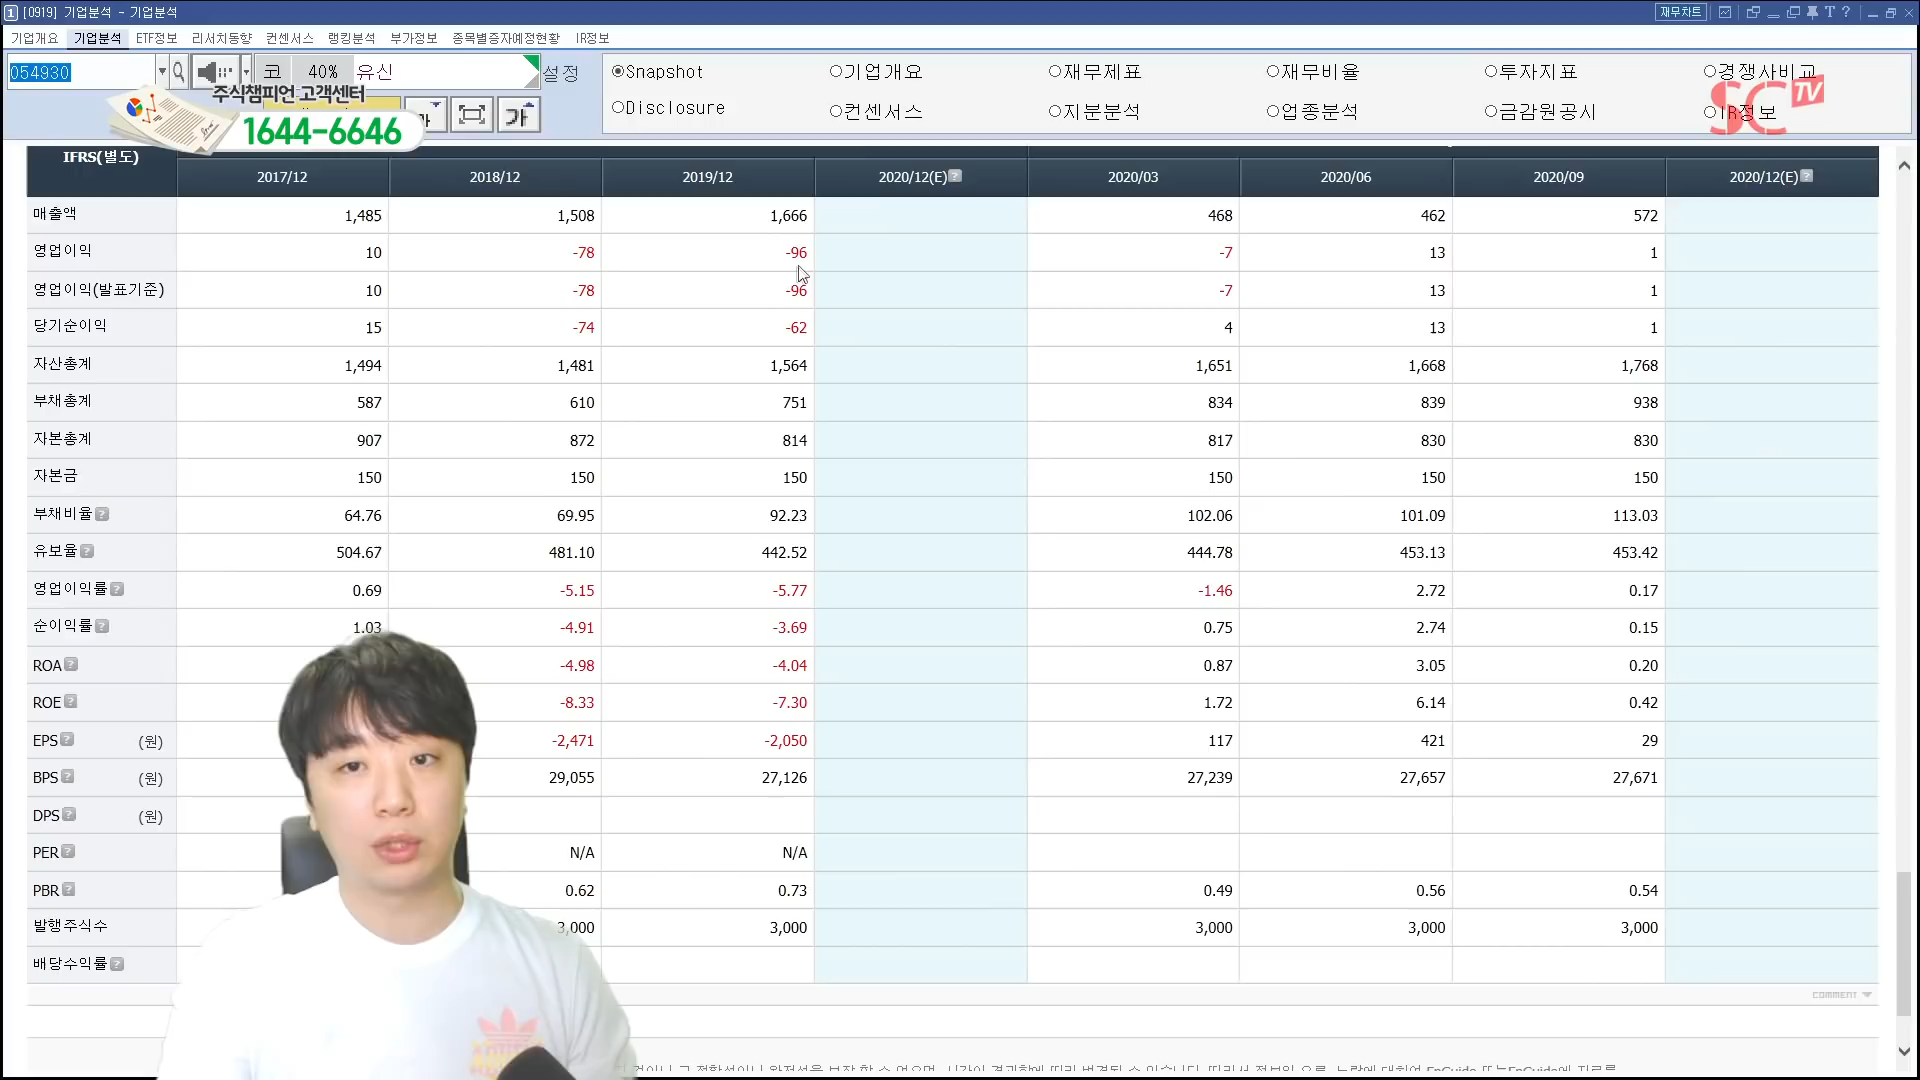 1 [0919] 기업분석 - 기업분석 재무차트 T ?
기업개요 기업분석 ETF정보 리서치동향 컨센서스 랭킹분석 부가정보 종목별증자예정현황 IR정보
054930 코 40% 유신 설정
주식챔피언 고객센터
1644-6646
가
Snapshot 기업개요 재무제표 재무비율 투자지표 경쟁사비교
Disclosure 컨센서스 지분분석 업종분석 금감원공시 IR정보
SC TV
IFRS(별도) 2017/12 2018/12 2019/12 2020/12(E)? 2020/03 2020/06 2020/09 2020/12(E)?
매출액 1,485 1,508 1,666 468 462 572
영업이익 10 -78 -96 -7 13 1
영업이익(발표기준) 10 -78 -96 -7 13 1
당기순이익 15 -74 -62 4 13 1
자산총계 1,494 1,481 1,564 1,651 1,668 1,768
부채총계 587 610 751 834 839 938
자본총계 907 872 814 817 830 830
자본금 150 150 150 150 150 150
부채비율? 64.76 69.95 92.23 102.06 101.09 113.03
유보율? 504.67 481.10 442.52 444.78 453.13 453.42
영업이익률? 0.69 -5.15 -5.77 -1.46 2.72 0.17
순이익률? 1.03 -4.91 -3.69 0.75 2.74 0.15
ROA? -4.98 -4.04 0.87 3.05 0.20
ROE? -8.33 -7.30 1.72 6.14 0.42
EPS? (원) -2,471 -2,050 117 421 29
BPS? (원) 29,055 27,126 27,239 27,657 27,671
DPS? (원)
PER? N/A N/A
PBR? 0.62 0.73 0.49 0.56 0.54
발행주식수 3,000 3,000 3,000 3,000 3,000
배당수익률?
COMMENT